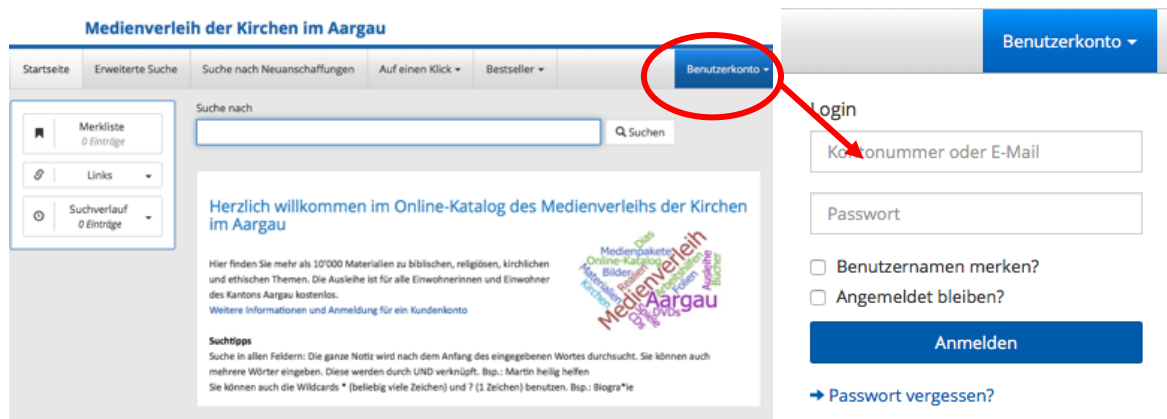 Medienverleih der Kirchen im Aargau
Startseite
Erweiterte Suche
Suche nach Neuanschaffungen
Auf einen Klick
Bestseller
Benutzerkonto
Merkliste
0 Einträge
Links
Suchverlauf
0 Einträge
Suche nach
Suchen
Herzlich willkommen im Online-Katalog des Medienverleihs der Kirchen
im Aargau
Hier finden Sie mehr als 10'000 Materialien zu biblischen, religiösen, kirchlichen
und ethischen Themen. Die Ausleihe ist für alle Einwohnerinnen und Einwohner
des Kantons Aargau kostenlos.
Weitere Informationen und Anmeldung für ein Kundenkonto
Dias
Medienpakete
Online-Katalog
Bilder
Materialien
Kirchen
Realien
Medienverleih
Arbeitshilfen
Folien
Ausleihe
Bücher
Aargau
CDs
DVDs
Suchtipps
Suche in allen Feldern: Die ganze Notiz wird nach dem Anfang des eingegebenen Wortes durchsucht. Sie können auch
mehrere Wörter eingeben. Diese werden durch UND verknüpft. Bsp.: Martin heilig helfen
Sie können auch die Wildcards * (beliebig viele Zeichen) und ? (1 Zeichen) benutzen. Bsp.: Biogra*ie
Benutzerkonto
Login
Kontonummer oder E-Mail
Passwort
Benutzernamen merken?
Angemeldet bleiben?
Anmelden
Passwort vergessen?